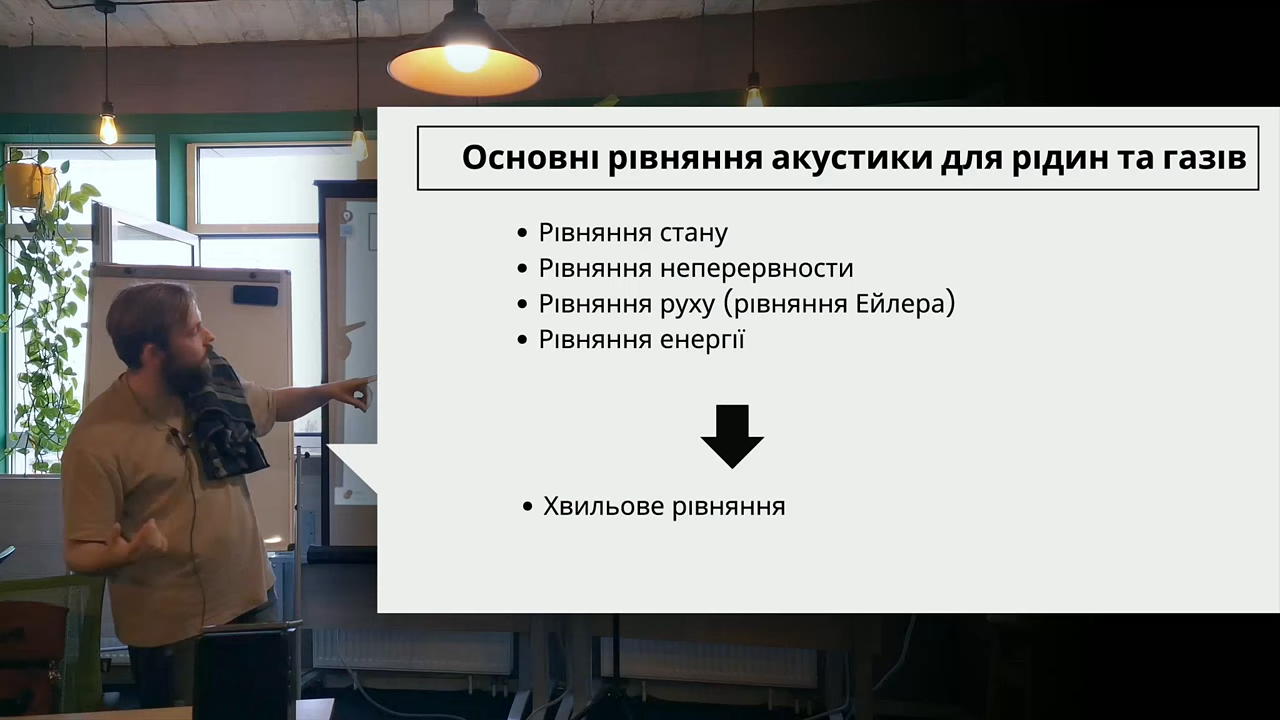 Основні рівняння акустики для рідин та газів
• Рівняння стану
• Рівняння неперервности
• Рівняння руху (рівняння Ейлера)
• Рівняння енергії
• Хвильове рівняння